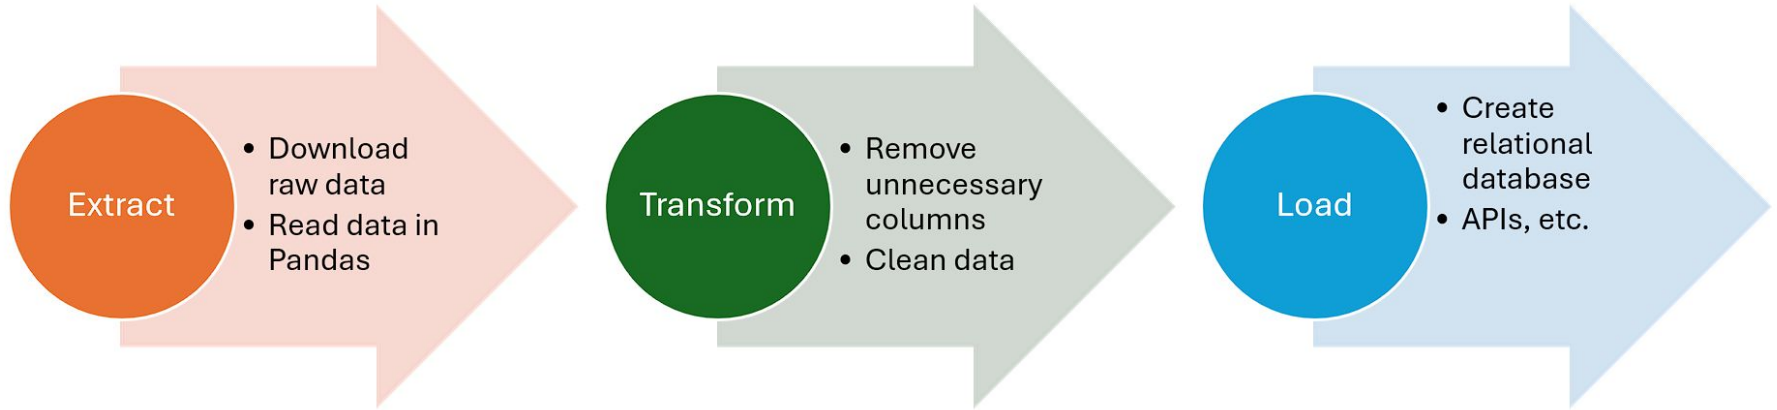 Extract
• Download
raw data
• Read data in
Pandas
Transform
• Remove
unnecessary
columns
• Clean data
Load
• Create
relational
database
• APIs, etc.